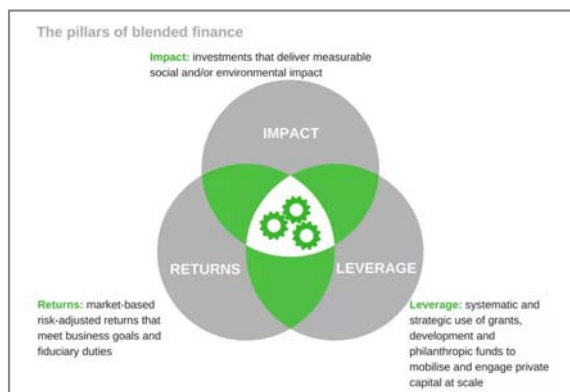 The pillars of blended finance
Impact: investments that deliver measurable
social and/or environmental impact
IMPACT
RETURNS
LEVERAGE
Returns: market-based
risk-adjusted returns that
meet business goals and
fiduciary duties
Leverage: systematic and
strategic use of grants,
development and
philanthropic funds to
mobilise and engage private
capital at scale